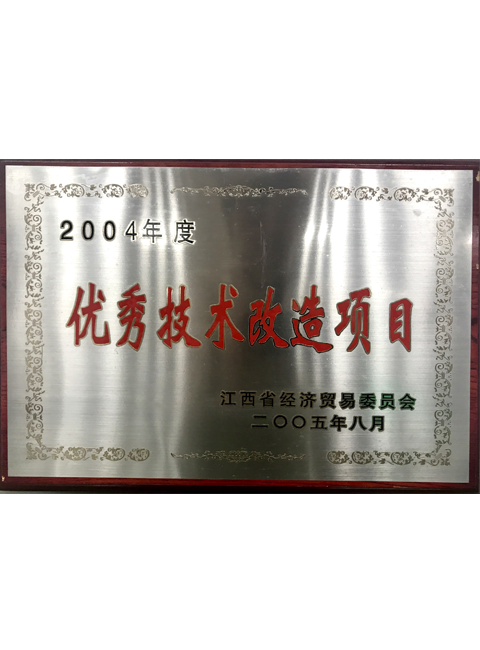 2004年度
优秀技术改造项目
江西省经济贸易委员会
二〇〇五年八月